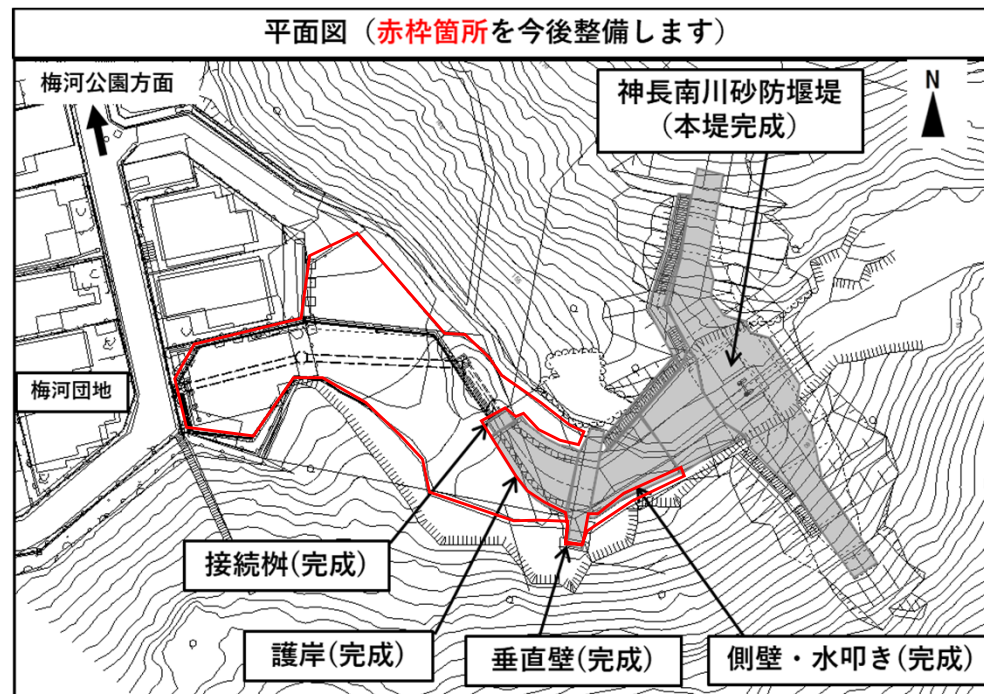 平面図（赤枠箇所を今後整備します）
梅河公園方面
神長南川砂防堰堤
（本堤完成）
N
梅河団地
接続桝(完成)
護岸(完成)
垂直壁(完成)
側壁・水叩き(完成)